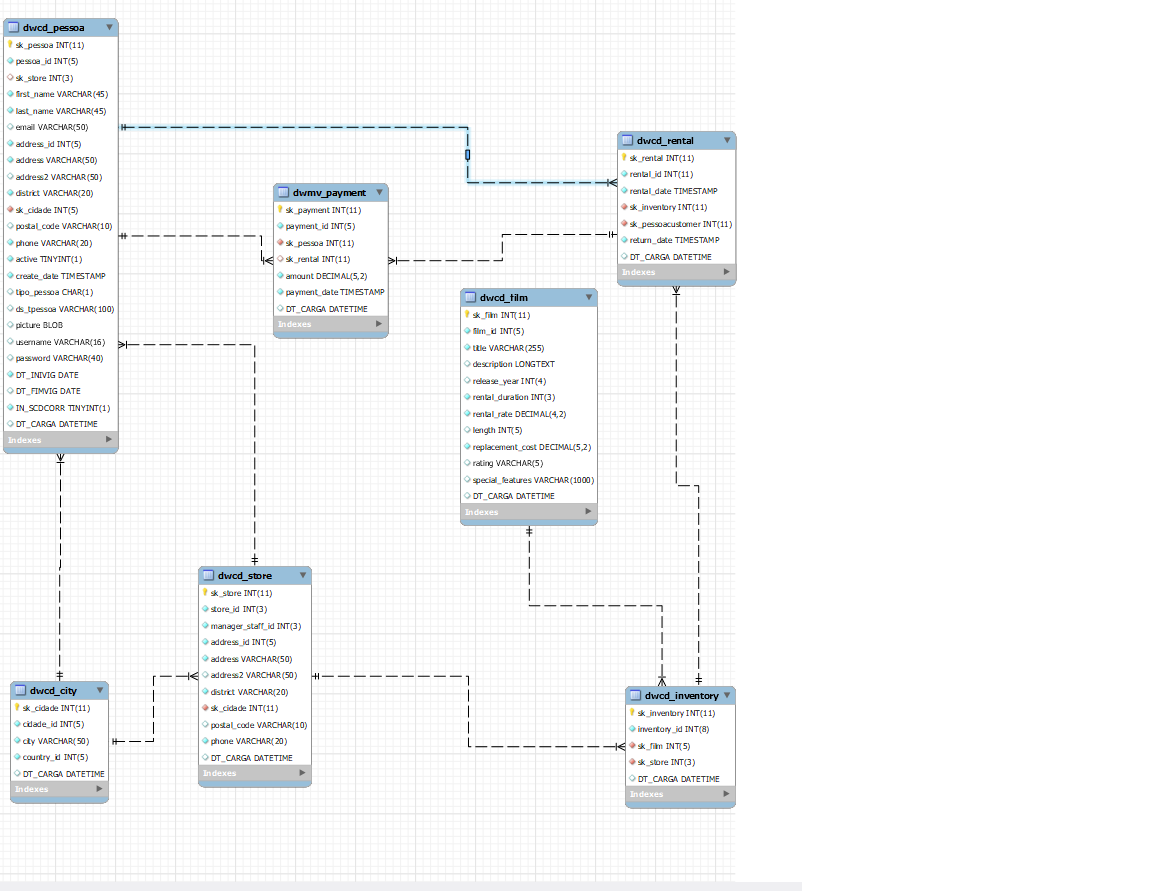 dwcd_pessoa
sk_pessoa INT(11)
pessoa_id INT(5)
sk_store INT(3)
first_name VARCHAR(45)
last_name VARCHAR(45)
email VARCHAR(50)
address_id INT(5)
address VARCHAR(50)
address2 VARCHAR(50)
district VARCHAR(20)
sk_cidade INT(5)
postal_code VARCHAR(10)
phone VARCHAR(20)
active TINYINT(1)
create_date TIMESTAMP
tipo_pessoa CHAR(1)
ds_tpessoa VARCHAR(100)
picture BLOB
username VARCHAR(16)
password VARCHAR(40)
DT_INIVIG DATE
DT_FIMVIG DATE
IN_SCDCORR TINYINT(1)
DT_CARGA DATETIME
Indexes
dwmv_payment
sk_payment INT(11)
payment_id INT(5)
sk_pessoa INT(11)
sk_rental INT(11)
amount DECIMAL(5,2)
payment_date TIMESTAMP
DT_CARGA DATETIME
Indexes
dwcd_rental
sk_rental INT(11)
rental_id INT(11)
rental_date TIMESTAMP
sk_inventory INT(11)
sk_pessoacustomer INT(11)
return_date TIMESTAMP
DT_CARGA DATETIME
Indexes
dwcd_film
sk_film INT(11)
film_id INT(5)
title VARCHAR(255)
description LONGTEXT
release_year INT(4)
rental_duration INT(3)
rental_rate DECIMAL(4,2)
length INT(5)
replacement_cost DECIMAL(5,2)
rating VARCHAR(5)
special_features VARCHAR(1000)
DT_CARGA DATETIME
Indexes
dwcd_store
sk_store INT(11)
store_id INT(3)
manager_staff_id INT(3)
address_id INT(5)
address VARCHAR(50)
address2 VARCHAR(50)
district VARCHAR(20)
sk_cidade INT(11)
postal_code VARCHAR(10)
phone VARCHAR(20)
DT_CARGA DATETIME
Indexes
dwcd_city
sk_cidade INT(11)
cidade_id INT(5)
city VARCHAR(50)
country_id INT(5)
DT_CARGA DATETIME
Indexes
dwcd_inventory
sk_inventory INT(11)
inventory_id INT(8)
sk_film INT(5)
sk_store INT(3)
DT_CARGA DATETIME
Indexes